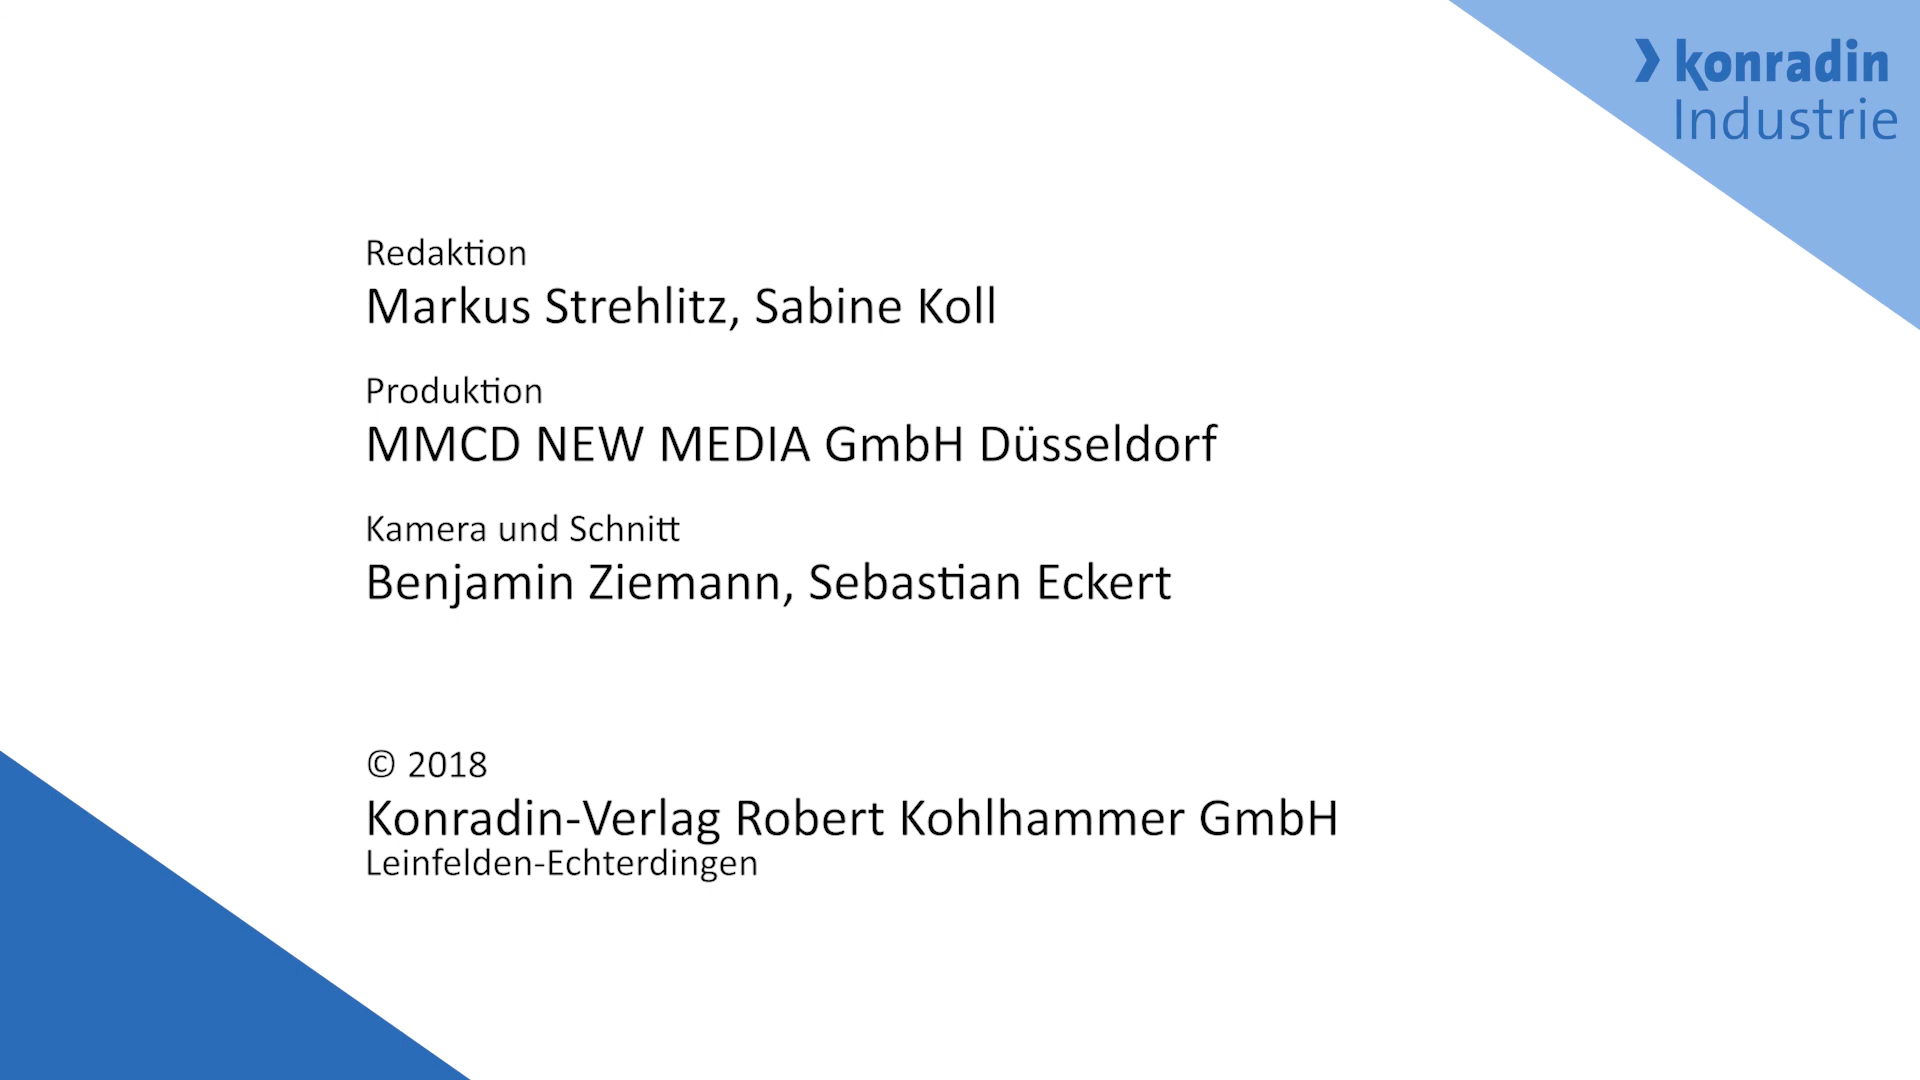 konradin
Industrie
Redaktion
Markus Strehlitz, Sabine Koll
Produktion
MMCD NEW MEDIA GmbH Düsseldorf
Kamera und Schnitt
Benjamin Ziemann, Sebastian Eckert
© 2018
Konradin-Verlag Robert Kohlhammer GmbH
Leinfelden-Echterdingen